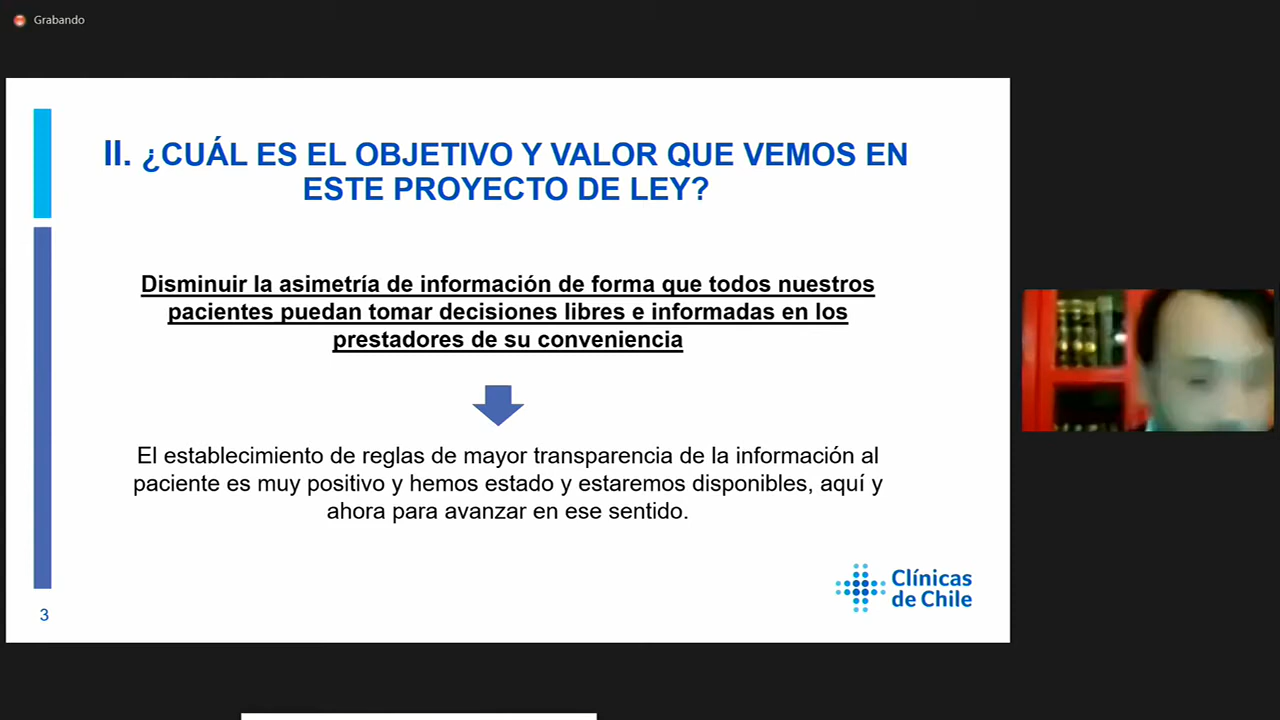 Grabando
II. ¿CUÁL ES EL OBJETIVO Y VALOR QUE VEMOS EN
ESTE PROYECTO DE LEY?
Disminuir la asimetría de información de forma que todos nuestros
pacientes puedan tomar decisiones libres e informadas en los
prestadores de su conveniencia
El establecimiento de reglas de mayor transparencia de la información al
paciente es muy positivo y hemos estado y estaremos disponibles, aquí y
ahora para avanzar en ese sentido.
Clínicas
de Chile
3